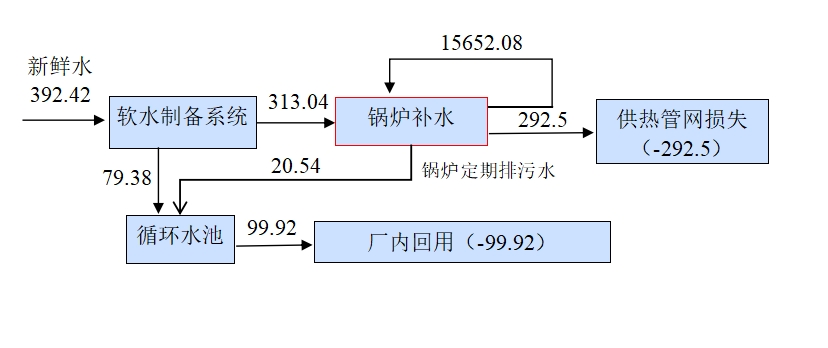 15652.08
新鲜水
392.42
软水制备系统
313.04
锅炉补水
292.5
供热管网损失
（-292.5）
79.38
20.54
锅炉定期排污水
循环水池
99.92
厂内回用（-99.92）